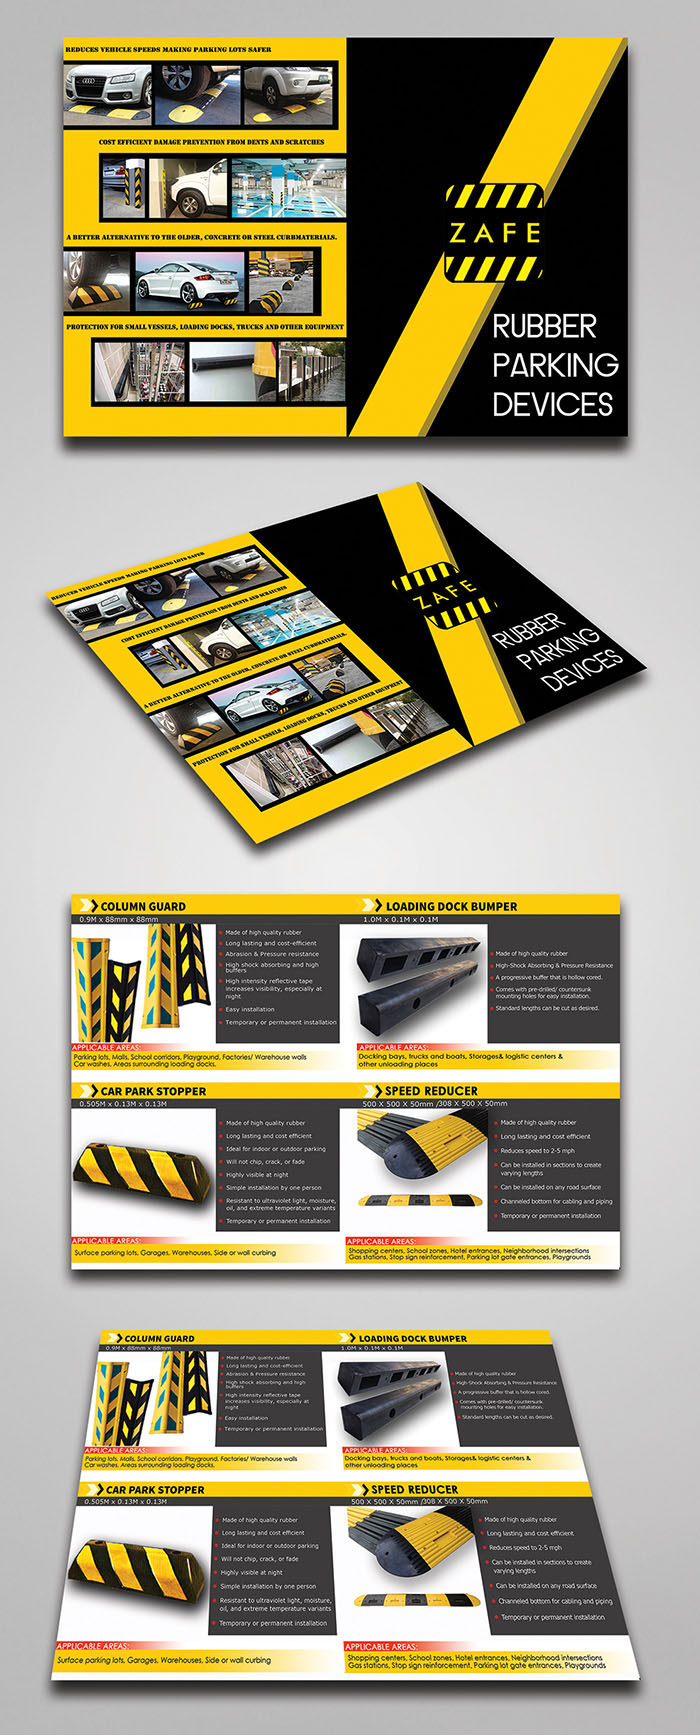 REDUCES VEHICLE SPEEDS MAKING PARKING LOTS SAFER
COST EFFICIENT DAMAGE PREVENTION FROM DENTS AND SCRATCHES
A BETTER ALTERNATIVE TO THE OLDER, CONCRETE OR STEEL CURBMATERIALS.
PROTECTION FOR SMALL VESSELS, LOADING DOCKS, TRUCKS AND OTHER EQUIPMENT
ZAFE
RUBBER
PARKING
DEVICES
REDUCES VEHICLE SPEEDS MAKING PARKING LOTS SAFER
COST EFFICIENT DAMAGE PREVENTION FROM DENTS AND SCRATCHES
A BETTER ALTERNATIVE TO THE OLDER, CONCRETE OR STEEL CURBMATERIALS.
PROTECTION FOR SMALL VESSELS, LOADING DOCKS, TRUCKS AND OTHER EQUIPMENT
ZAFE
RUBBER
PARKING
DEVICES
COLUMN GUARD
0.9M x 88mm x 88mm
Made of high quality rubber
Long lasting and cost-efficient
Abrasion & Pressure resistance
High shock absorbing and high
buffers
High intensity reflective tape
increases visibility, especially at
night
Easy installation
Temporary or permanent installation
APPLICABLE AREAS:
Parking lots, Malls, School corridors, Playground, Factories/ Warehouse walls
Car washes. Areas surrounding loading docks.
LOADING DOCK BUMPER
1.0M x 0.1M x 0.1M
Made of high quality rubber
High-Shock Absorbing & Pressure Resistance
A progressive buffer that is hollow cored.
Comes with pre-drilled/ countersunk
mounting holes for easy installation.
Standard lengths can be cut as desired.
APPLICABLE AREAS:
Docking bays, trucks and boats, Storages& logistic centers &
other unloading places
CAR PARK STOPPER
0.505M x 0.13M x 0.13M
Made of high quality rubber
Long lasting and cost efficient
Ideal for indoor or outdoor parking
Will not chip, crack, or fade
Highly visible at night
Simple installation by one person
Resistant to ultraviolet light, moisture,
oil, and extreme temperature variants
Temporary or permanent installation
APPLICABLE AREAS:
Surface parking lots, Garages, Warehouses, Side or wall curbing
SPEED REDUCER
500 X 500 X 50mm /308 X 500 X 50mm
Made of high quality rubber
Long lasting and cost efficient
Reduces speed to 2-5 mph
Can be installed in sections to create
varying lengths
Can be installed on any road surface
Channeled bottom for cabling and piping
Temporary or permanent installation
APPLICABLE AREAS:
Shopping centers, School zones, Hotel entrances, Neighborhood intersections
Gas stations, Stop sign reinforcement, Parking lot gate entrances, Playgrounds
COLUMN GUARD
0.9M x 88mm x 88mm
Made of high quality rubber
Long lasting and cost-efficient
Abrasion & Pressure resistance
High shock absorbing and high
buffers
High intensity reflective tape
increases visibility, especially at
night
Easy installation
Temporary or permanent installation
APPLICABLE AREAS:
Parking lots, Malls, School corridors, Playground, Factories/ Warehouse walls
Car washes. Areas surrounding loading docks.
LOADING DOCK BUMPER
1.0M x 0.1M x 0.1M
Made of high quality rubber
High-Shock Absorbing & Pressure Resistance
A progressive buffer that is hollow cored.
Comes with pre-drilled/ countersunk
mounting holes for easy installation.
Standard lengths can be cut as desired.
APPLICABLE AREAS:
Docking bays, trucks and boats, Storages& logistic centers &
other unloading places
CAR PARK STOPPER
0.505M x 0.13M x 0.13M
Made of high quality rubber
Long lasting and cost efficient
Ideal for indoor or outdoor parking
Will not chip, crack, or fade
Highly visible at night
Simple installation by one person
Resistant to ultraviolet light, moisture,
oil, and extreme temperature variants
Temporary or permanent installation
APPLICABLE AREAS:
Surface parking lots, Garages, Warehouses, Side or wall curbing
SPEED REDUCER
500 X 500 X 50mm /308 X 500 X 50mm
Made of high quality rubber
Long lasting and cost efficient
Reduces speed to 2-5 mph
Can be installed in sections to create
varying lengths
Can be installed on any road surface
Channeled bottom for cabling and piping
Temporary or permanent installation
APPLICABLE AREAS:
Shopping centers, School zones, Hotel entrances, Neighborhood intersections
Gas stations, Stop sign reinforcement, Parking lot gate entrances, Playgrounds